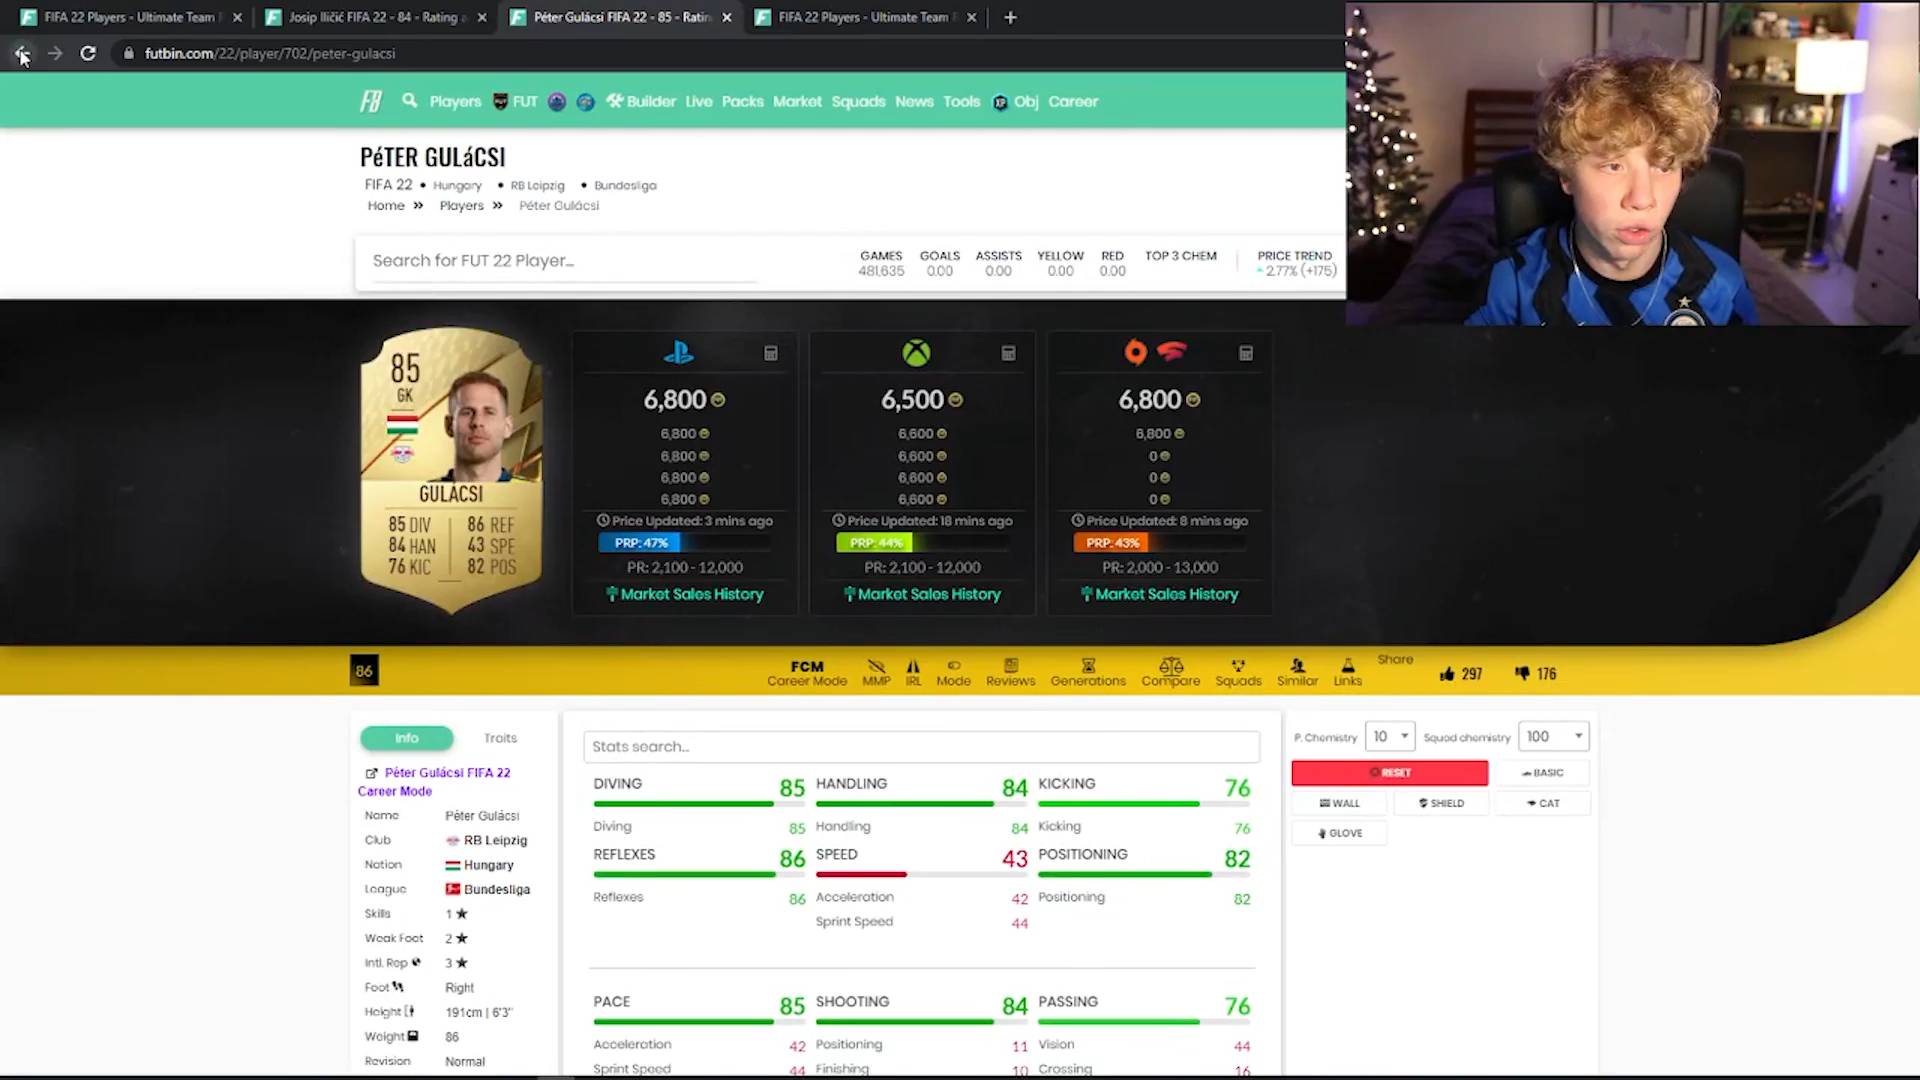 FIFA 22 Players - Ultimate Team
Josip Iličić FIFA 22 - 84 - Rating
Péter Gulácsi FIFA 22 - 85 - Ratin
FIFA 22 Players - Ultimate Team
futbin.com/22/player/702/peter-gulacsi
Players
FUT
Builder
Live
Packs
Market
Squads
News
Tools
Obj
Career
PéTER GULáCSI
FIFA 22 • Hungary • RB Leipzig • Bundesliga
Home » Players » Péter Gulácsi
Search for FUT 22 Player...
GAMES GOALS ASSISTS YELLOW RED TOP 3 CHEM PRICE TREND
481,635 0.00 0.00 0.00 0.00 2.77% (+175)
85
GK
GULÁCSI
85 DIV 86 REF
84 HAN 43 SPE
76 KIC 82 POS
6,800 6,500 6,800
6,800 6,600 6,800
6,800 6,600 0
6,800 6,600 0
6,800 6,600 0
Price Updated: 3 mins ago Price Updated: 18 mins ago Price Updated: 8 mins ago
PRP: 47% PRP: 44% PRP: 43%
PR: 2,100 - 12,000 PR: 2,100 - 12,000 PR: 2,000 - 13,000
Market Sales History Market Sales History Market Sales History
86
FCM
Career Mode
MMP
IRL
Mode
Reviews
Generations
Compare
Squads
Similar
Links
Share
297
176
Info Traits
Péter Gulácsi FIFA 22
Career Mode
Name Péter Gulácsi
Club RB Leipzig
Nation Hungary
League Bundesliga
Skills 1
Weak Foot 2
Intl. Rep 3
Foot Right
Height 191cm | 6'3"
Weight 86
Revision Normal
Stats search...
DIVING 85 HANDLING 84 KICKING 76
Diving 85 Handling 84 Kicking 76
REFLEXES 86 SPEED 43 POSITIONING 82
Reflexes 86 Acceleration 42 Positioning 82
Sprint Speed 44
PACE 85 SHOOTING 84 PASSING 76
Acceleration 42 Positioning 11 Vision 44
Sprint Speed 44 Finishing 10 Crossing 16
P. Chemistry 10 Squad chemistry 100
RESET BASIC
WALL SHIELD CAT
GLOVE